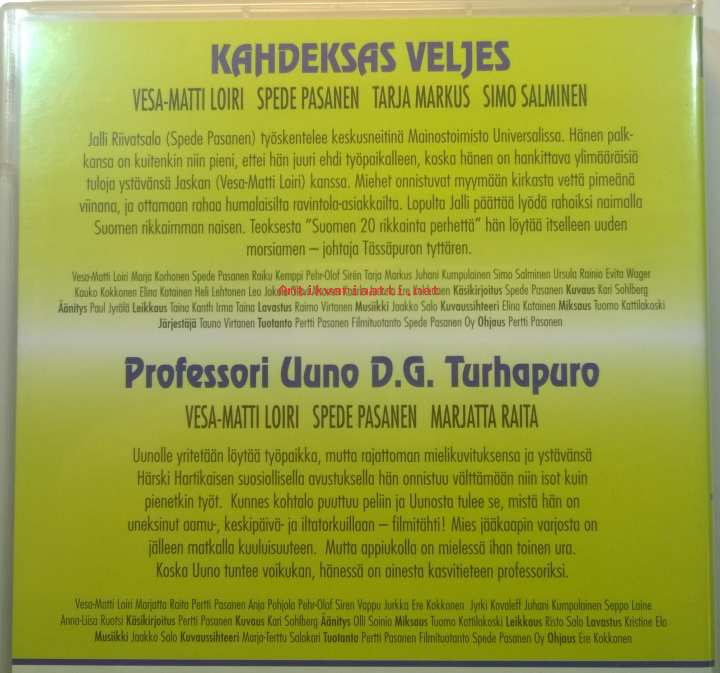 KAHDEKSAS VELJES
VESA-MATTI LOIRI SPEDE PASANEN TARJA MARKUS SIMO SALMINEN
Jalli Riivatsalo (Spede Pasanen) työskentelee keskusneitinä Mainostoimisto Universalissa. Hänen palk-
kansa on kuitenkin niin pieni, ettei hän juuri ehdi työpaikalleen, koska hänen on hankittava ylimääräisiä
tuloja ystävänsä Jaskan (Vesa-Matti Loiri) kanssa. Miehet onnistuvat myymään kirkasta vettä pimeänä
viinana, ja ottamaan rahaa humalaisilta ravintola-asiakkailta. Lopulta Jalli päättää lyödä rahoiksi naimalla
Suomen rikkaimman naisen. Teoksesta "Suomen 20 rikkainta perhettä" hän löytää itselleen uuden
morsiamen – johtaja Tässäpuron tyttären.
Vesa-Matti Loiri Marja Korhonen Spede Pasanen Raiku Kemppi Pehr-Olof Sirén Tarja Markus Juhani Kumpulainen Simo Salminen Ursula Rainio Evita Wager
Kauko Kokkonen Elina Katainen Heli Lehtonen Leo Kokkonen Käsikirjoitus Spede Pasanen Kuvaus Kari Sohlberg
Antikvariaatti.net
Äänitys Paul Jyrälä Leikkaus Taina Kanth Irma Taina Lavastus Raimo Virtanen Musiikki Jaakko Salo Kuvaussihteeri Elina Katainen Miksaus Tuomo Kattilakoski
Järjestäjä Tauno Virtanen Tuotanto Pertti Pasanen Filmituotanto Spede Pasanen Oy Ohjaus Pertti Pasanen
Professori Uuno D.G. Turhapuro
VESA-MATTI LOIRI SPEDE PASANEN MARJATTA RAITA
Uunolle yritetään löytää työpaikka, mutta rajattoman mielikuvituksensa ja ystävänsä
Härski Hartikaisen suosiollisella avustuksella hän onnistuu välttämään niin isot kuin
pienetkin työt. Kunnes kohtalo puuttuu peliin ja Uunosta tulee se, mistä hän on
uneksinut aamu-, keskipäivä- ja iltatorkuillaan – filmitähti! Mies jääkaapin varjosta on
jälleen matkalla kuuluisuuteen. Mutta appiukolla on mielessä ihan toinen ura.
Koska Uuno tuntee voikukan, hänessä on ainesta kasvitieteen professoriksi.
Vesa-Matti Loiri Marjatta Raita Pertti Pasanen Anja Pohjola Pehr-Olof Siren Vappu Jurkka Ere Kokkonen Jyrki Kovaleff Juhani Kumpulainen Seppo Laine
Anna-Liisa Ruotsi Käsikirjoitus Pertti Pasanen Kuvaus Kari Sohlberg Äänitys Olli Soinio Miksaus Tuomo Kattilakoski Leikkous Risto Salo Lavastus Kristine Elo
Musiikki Jaakko Salo Kuvaussihteeri Marja-Terttu Salokari Tuotanto Pertti Pasanen Filmituotanto Spede Pasanen Oy Ohjaus Ere Kokkonen